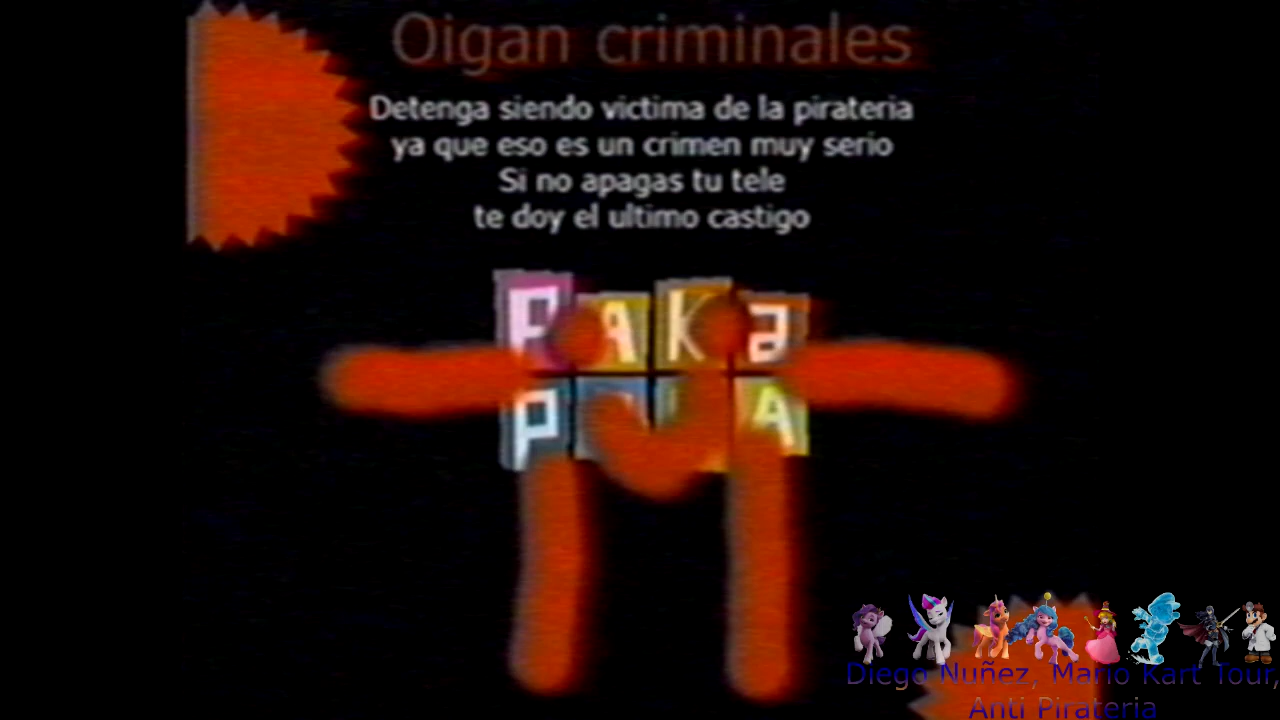 Oigan criminales
Detenga siendo victima de la pirateria
ya que eso es un crimen muy serio
Si no apagas tu tele
te doy el ultimo castigo
PAKa
P A
Diego Nuñez, Mario Kart Tour,
Anti Pirateria